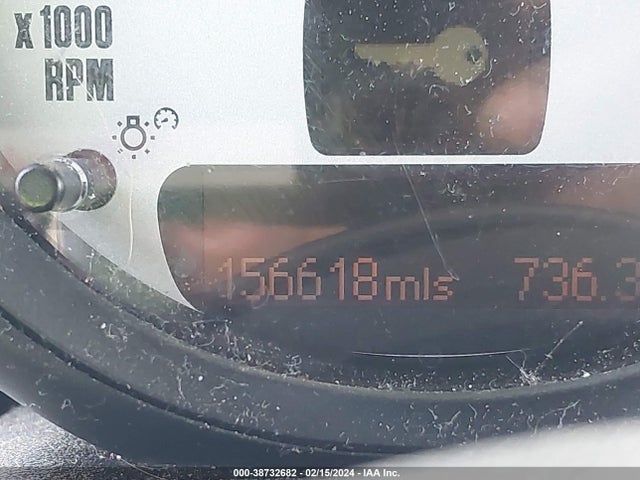 x1000
RPM
156618mls 736.3
000-38732682 - 02/15/2024 - IAA Inc.